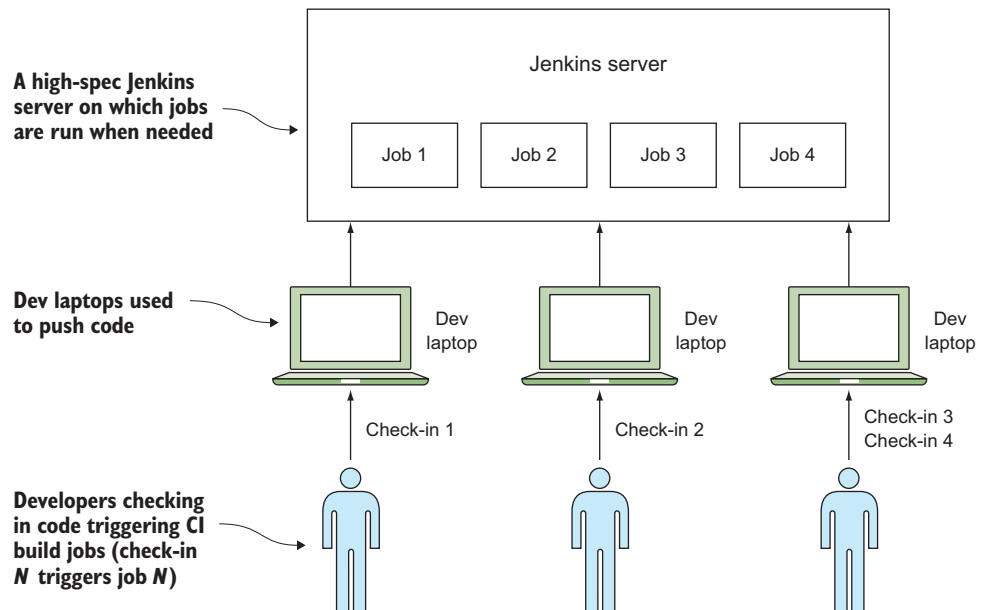 Jenkins server
A high-spec Jenkins
server on which jobs
are run when needed
Job 1
Job 2
Job 3
Job 4
Dev laptops used
to push code
Dev
laptop
Dev
laptop
Dev
laptop
Check-in 1
Check-in 2
Check-in 3
Check-in 4
Developers checking
in code triggering CI
build jobs (check-in
N triggers job N)